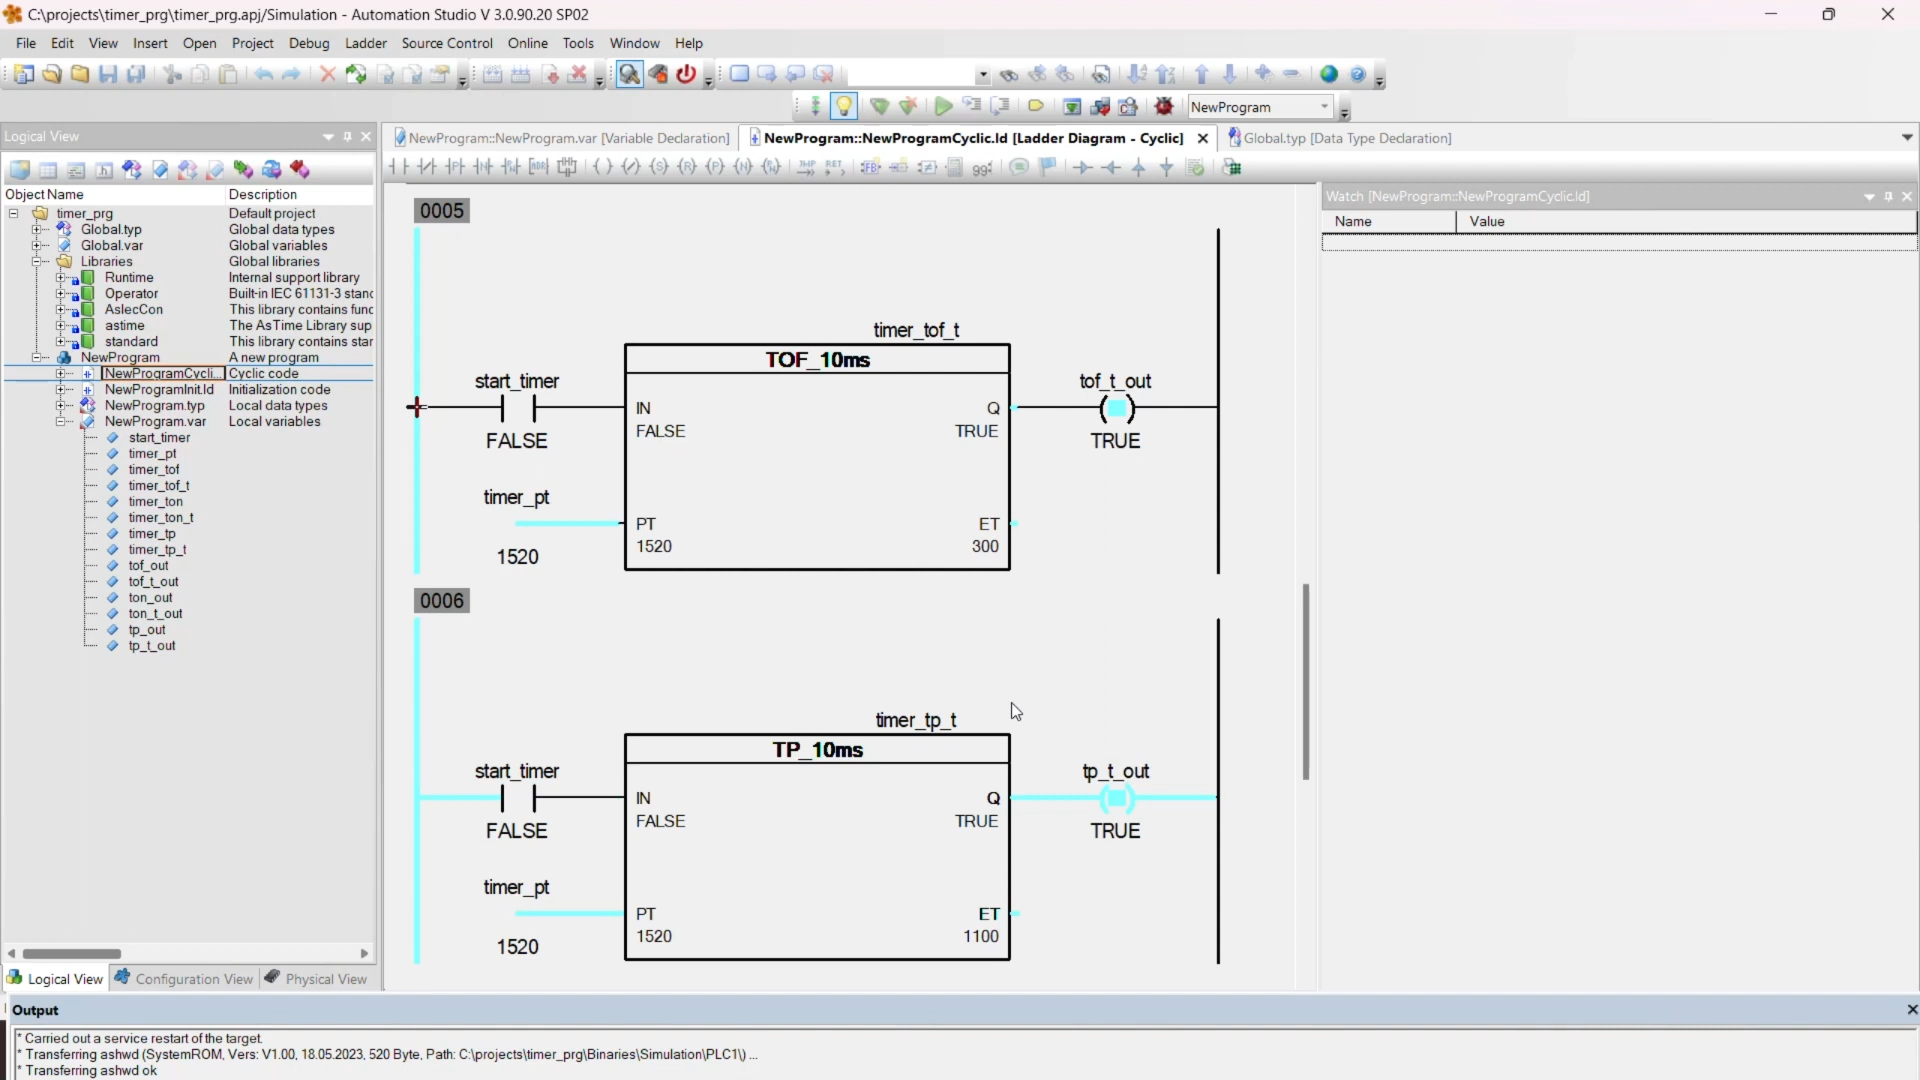 C:\projects\timer_prg\timer_prg.apj/Simulation - Automation Studio V 3.0.90.20 SP02
File Edit View Insert Open Project Debug Ladder Source Control Online Tools Window Help
NewProgram
Logical View
NewProgram::NewProgram.var [Variable Declaration]
NewProgram::NewProgramCyclic.ld [Ladder Diagram - Cyclic]
Global.typ [Data Type Declaration]
Object Name Description
timer_prg Default project
Global.typ Global data types
Global.var Global variables
Libraries Global libraries
Runtime Internal support library
Operator Built-in IEC 61131-3 stanc
AslecCon This library contains func
astime The AsTime Library sup
standard This library contains star
NewProgram A new program
NewProgramCycli... Cyclic code
NewProgramInit.ld Initialization code
NewProgram.typ Local data types
NewProgram.var Local variables
start_timer
timer_pt
timer_tof
timer_tof_t
timer_ton
timer_ton_t
timer_tp
timer_tp_t
tof_out
tof_t_out
ton_out
ton_t_out
tp_out
tp_t_out
Logical View Configuration View Physical View
0005
timer_tof_t
TOF_10ms
start_timer
tof_t_out
IN Q
FALSE FALSE TRUE TRUE
timer_pt
PT ET
1520 1520 300
0006
timer_tp_t
TP_10ms
start_timer
tp_t_out
IN Q
FALSE FALSE TRUE TRUE
timer_pt
PT ET
1520 1520 1100
Watch [NewProgram::NewProgramCyclic.ld]
Name Value
Output
* Carried out a service restart of the target.
* Transferring ashwd (SystemROM, Vers: V1.00, 18.05.2023, 520 Byte, Path: C:\projects\timer_prg\Binaries\Simulation\PLC1\) ...
* Transferring ashwd ok